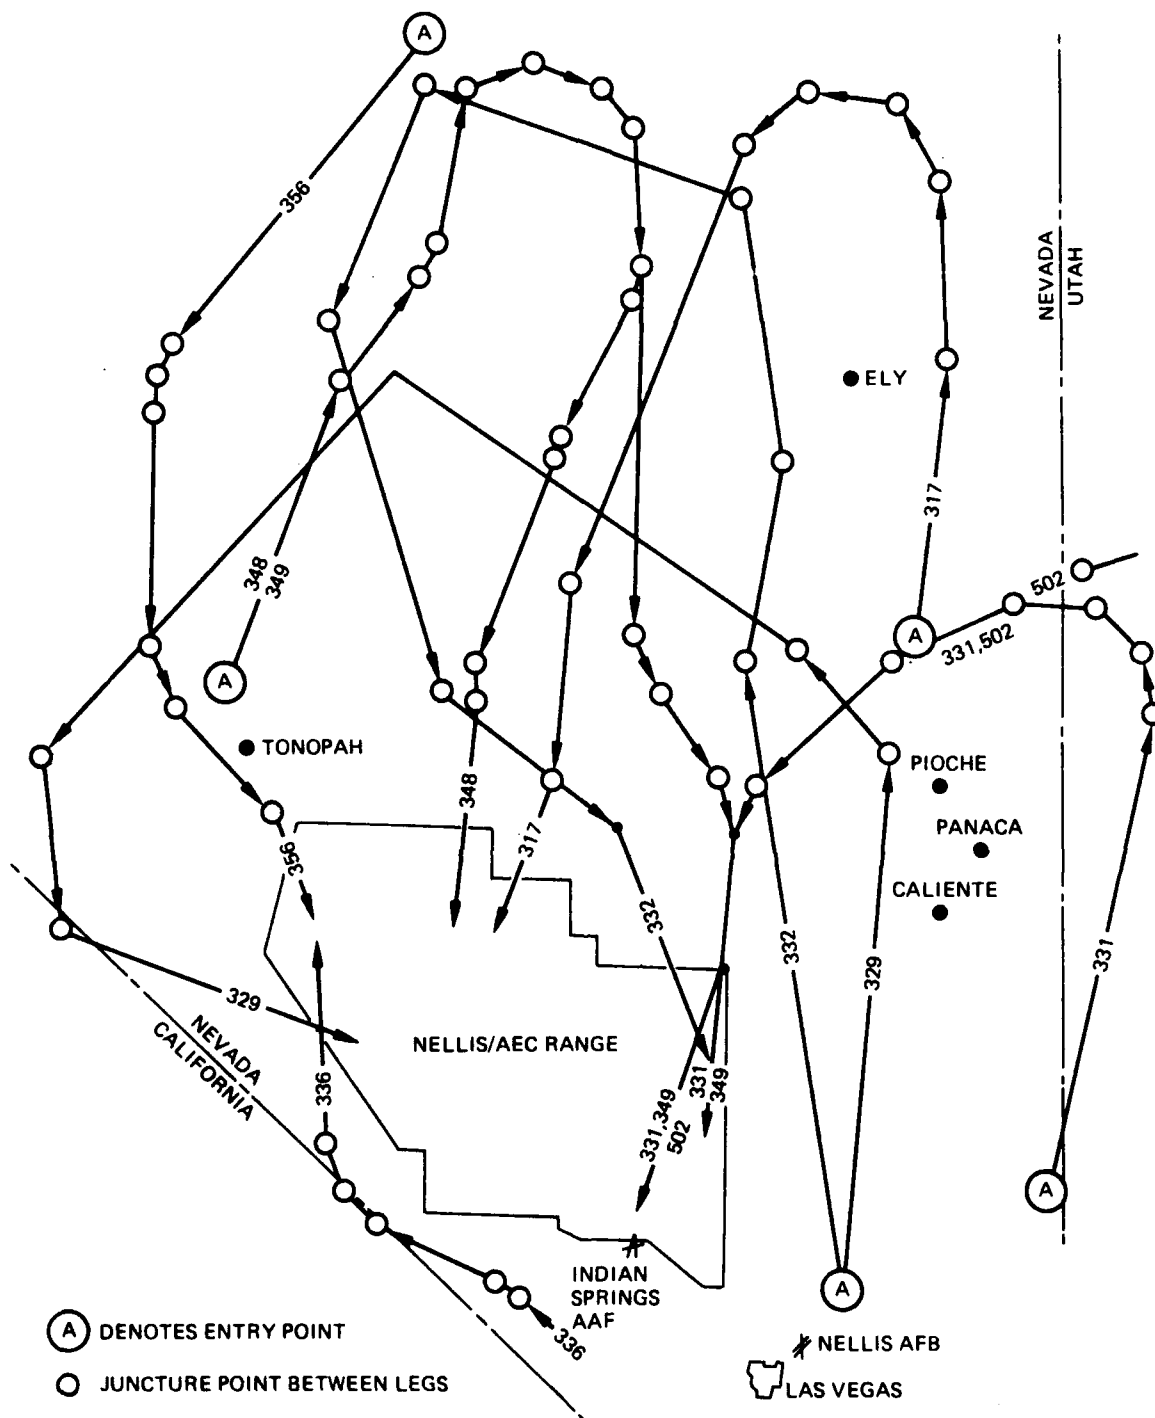 A
356
NEVADA
UTAH
ELY
317
348
349
502
A
331,502
A
TONOPAH
PIOCHE
348
PANACA
317
356
CALIENTE
332
332
329
331
329
NEVADA
CALIFORNIA
NELLIS/AEC RANGE
336
331
349
331,349
502
A
INDIAN
SPRINGS
AAF
A
A DENOTES ENTRY POINT
336
NELLIS AFB
JUNCTURE POINT BETWEEN LEGS
LAS VEGAS